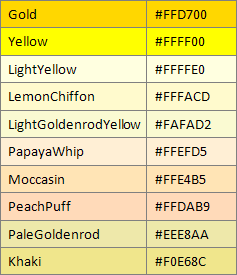 Gold #FFD700
Yellow #FFFF00
LightYellow #FFFFE0
LemonChiffon #FFFACD
LightGoldenrodYellow #FAFAD2
PapayaWhip #FFEFD5
Moccasin #FFE4B5
PeachPuff #FFDAB9
PaleGoldenrod #EEE8AA
Khaki #F0E68C